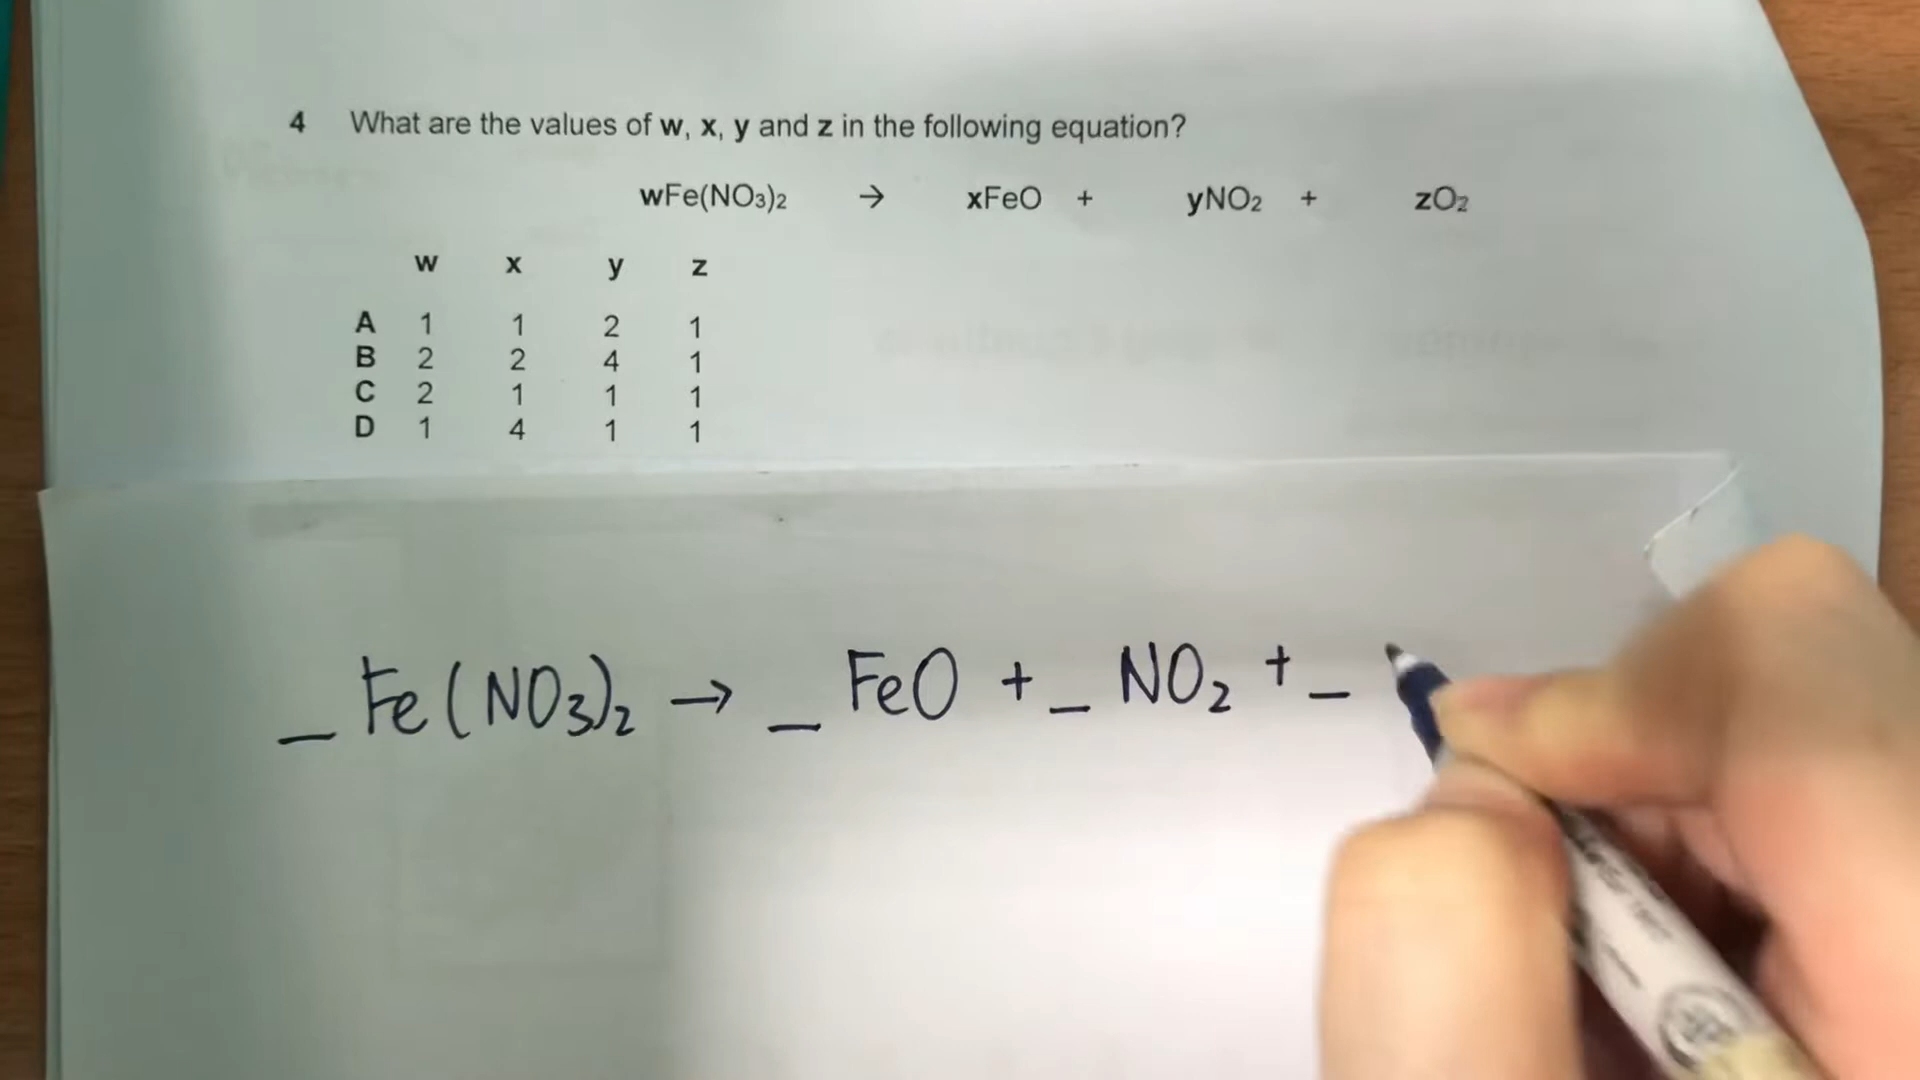 4 What are the values of w, x, y and z in the following equation?
wFe(NO₃)₂ → xFeO + yNO₂ + zO₂
w x y z
A 1 1 2 1
B 2 2 4 1
C 2 1 1 1
D 1 4 1 1
_ Fe(NO₃)₂ → _ FeO + _ NO₂ + _